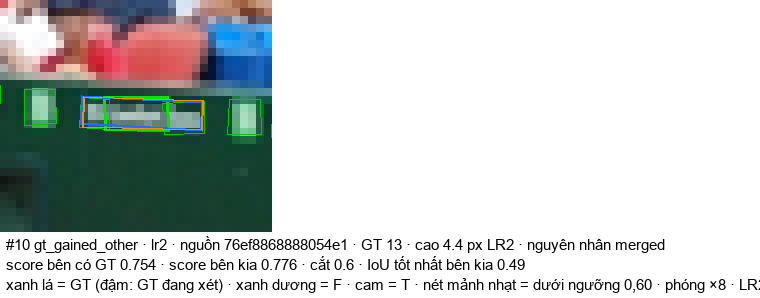 #10 gt_gained_other · lr2 · nguồn 76ef8868888054e1 · GT 13 · cao 4.4 px LR2 · nguyên nhân merged
score bên có GT 0.754 · score bên kia 0.776 · cắt 0.6 · IoU tốt nhất bên kia 0.49
xanh lá = GT (đậm: GT đang xét) · xanh dương = F · cam = T · nét mảnh nhạt = dưới ngưỡng 0,60 · phóng ×8 · LR2